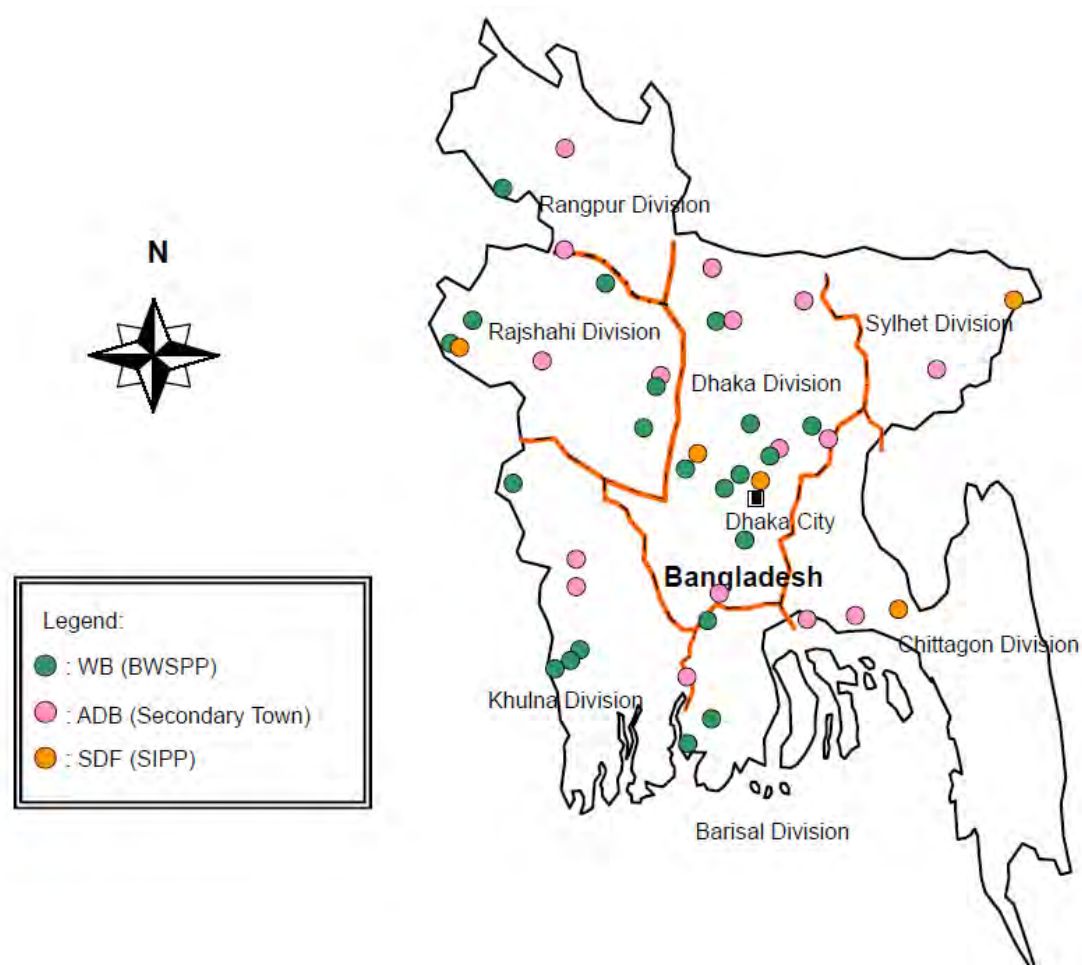 N
Rangpur Division
Sylhet Division
Rajshahi Division
Dhaka Division
Dhaka City
Bangladesh
Chittagon Division
Khulna Division
Barisal Division
Legend:
: WB (BWSPP)
: ADB (Secondary Town)
: SDF (SIPP)